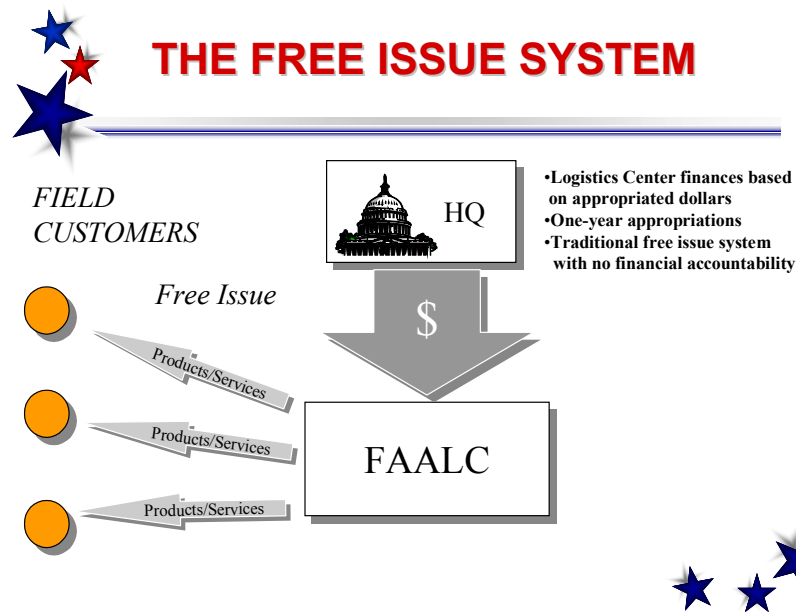 THE FREE ISSUE SYSTEM
FIELD
CUSTOMERS
HQ
•Logistics Center finances based
on appropriated dollars
•One-year appropriations
•Traditional free issue system
with no financial accountability
Free Issue
$
Products/Services
Products/Services
Products/Services
FAALC